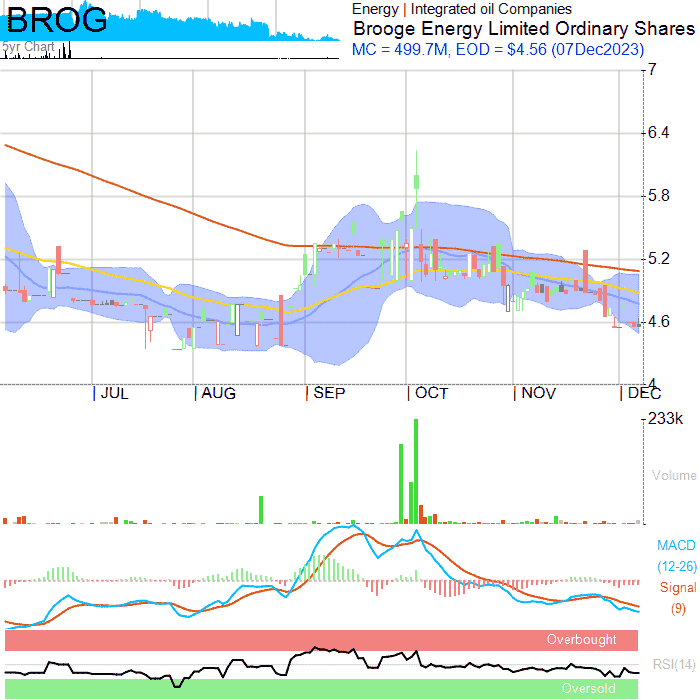 BROG
5yr Chart
Energy | Integrated oil Companies
Brooge Energy Limited Ordinary Shares
MC = 499.7M, EOD = $4.56 (07Dec2023)
7
6.4
5.8
5.2
4.6
4
JUL AUG SEP OCT NOV DEC
233k
Volume
MACD
(12-26)
Signal
(9)
Overbought
RSI(14)
Oversold